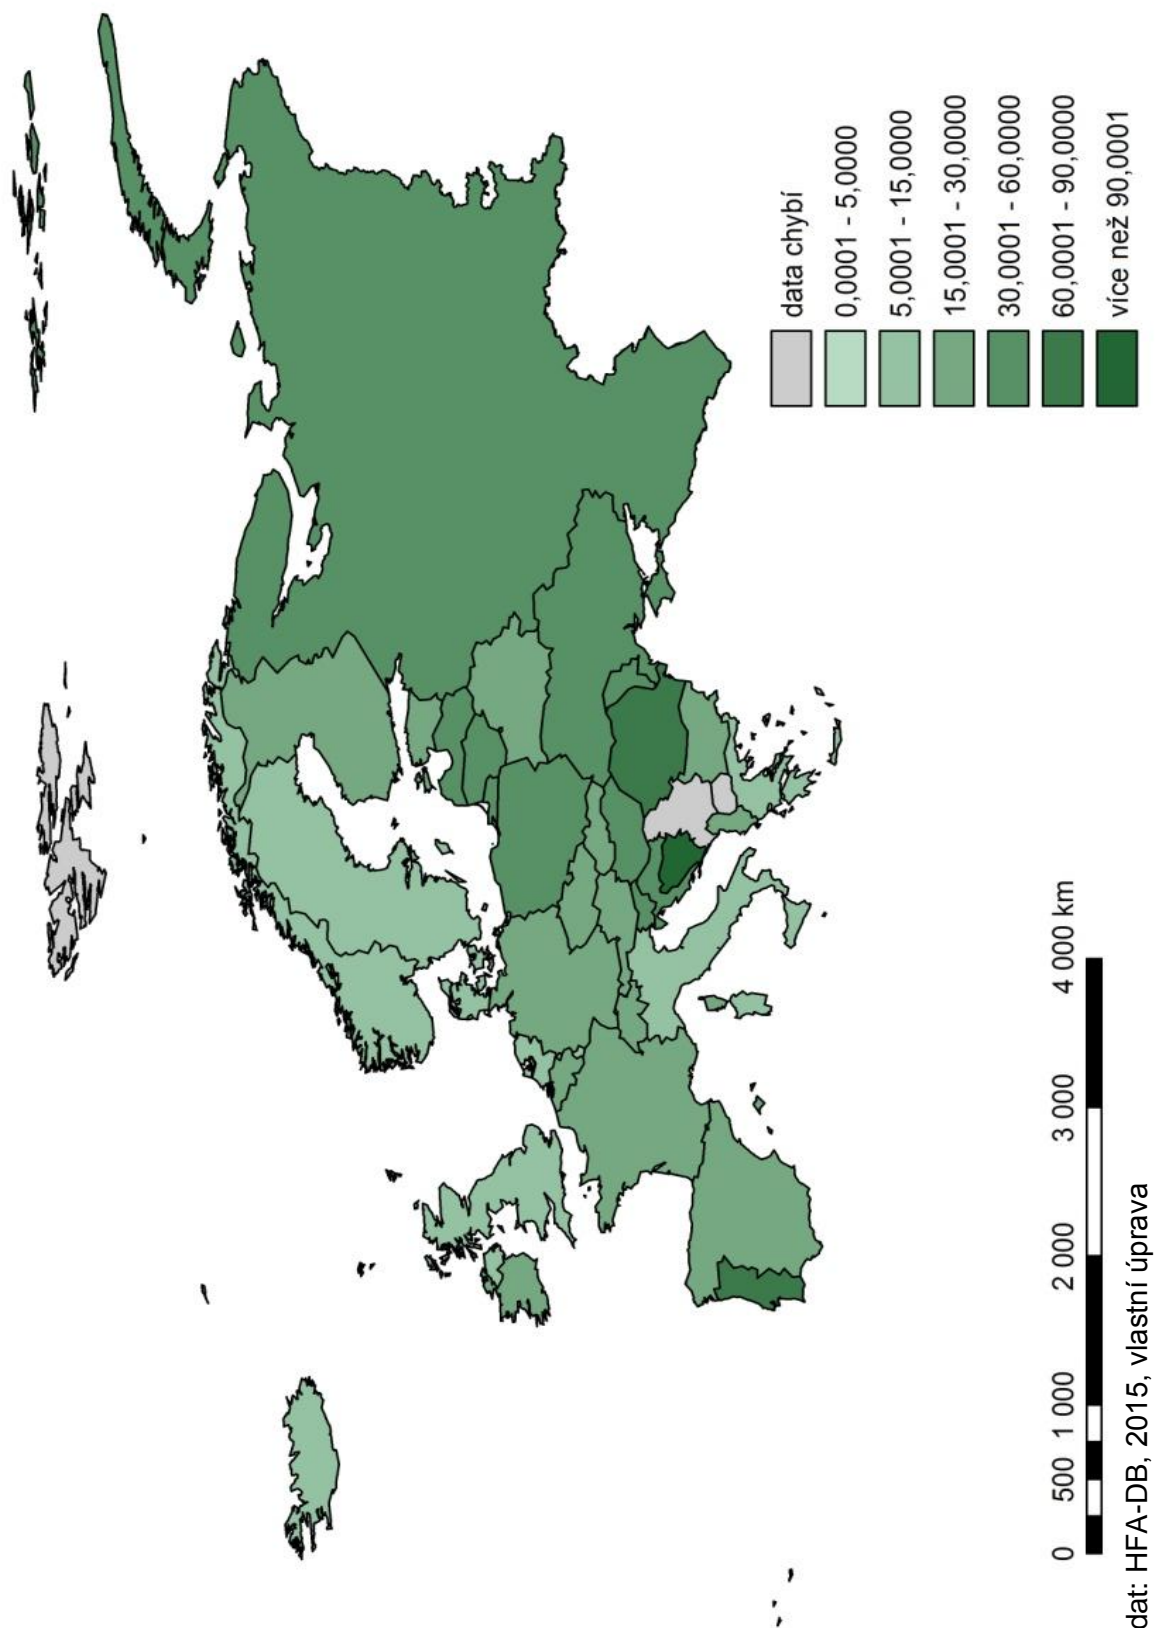 data chybí
0,0001 - 5,0000
5,0001 - 15,0000
15,0001 - 30,0000
30,0001 - 60,0000
60,0001 - 90,0000
více než 90,0001
0 500 1 000 2 000 3 000 4 000 km
dat: HFA-DB, 2015, vlastní úprava